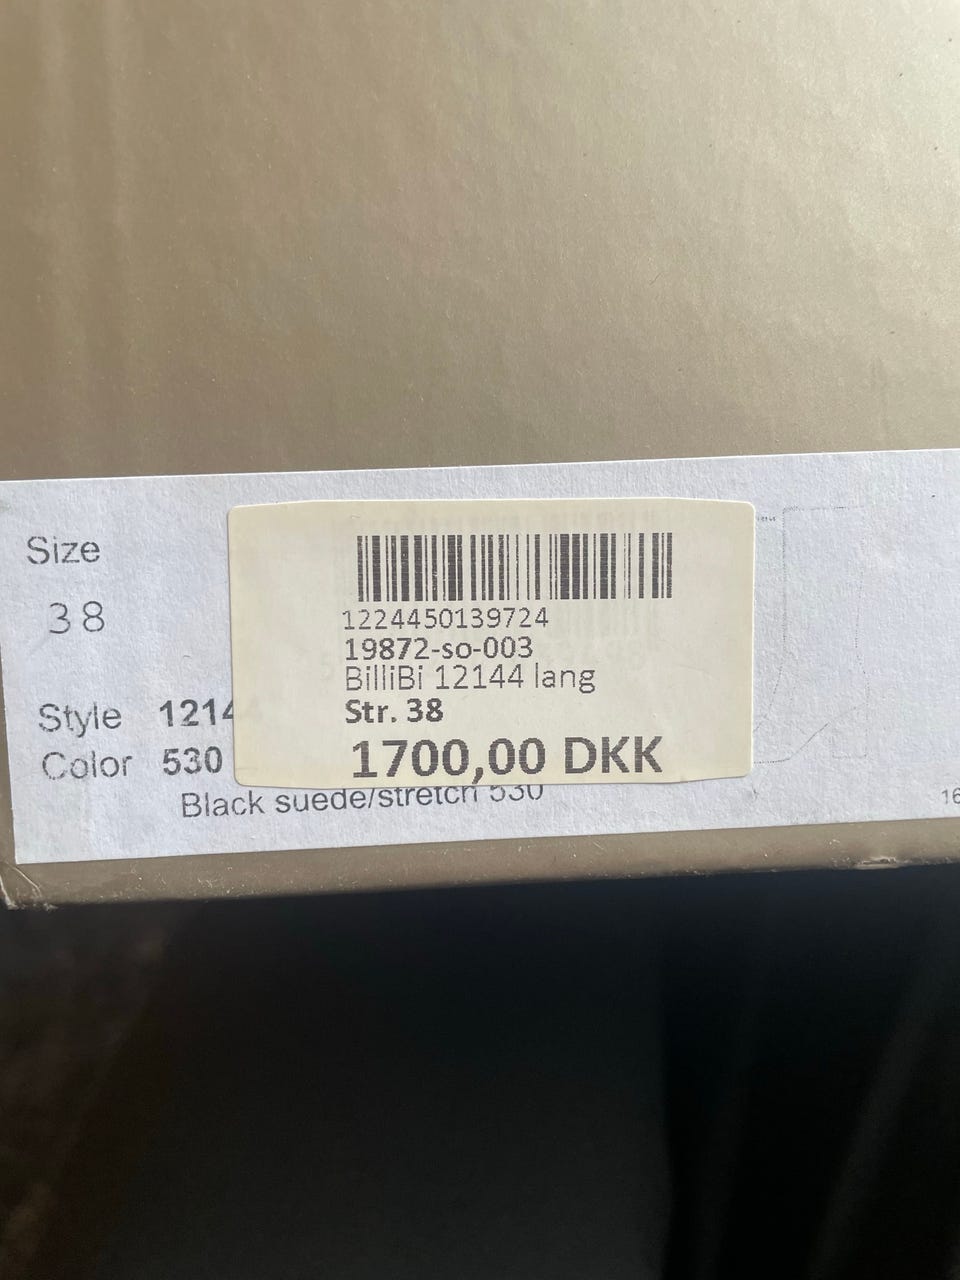 Size
38
1224450139724
19872-so-003
BilliBi 12144 lang
Str. 38
1700,00 DKK
Style 1214
Color 530
Black suede/stretch 530
16